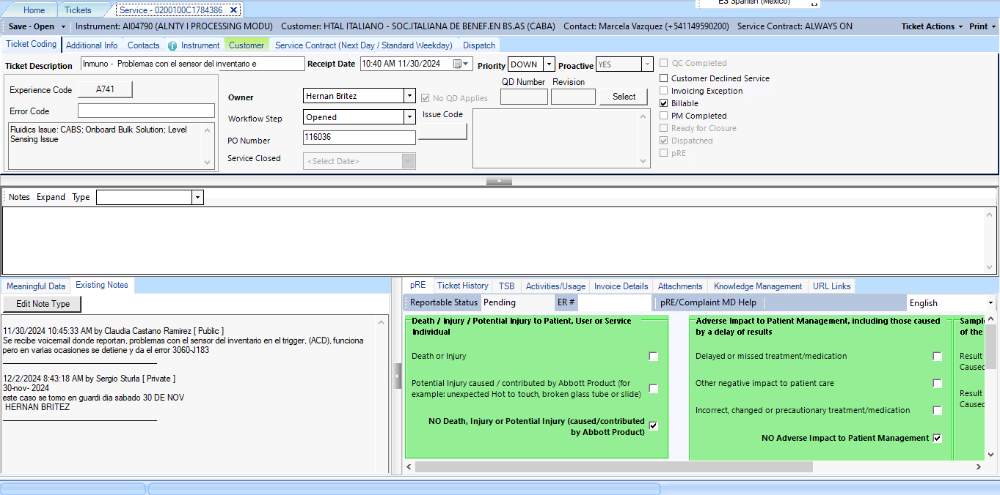 ES Spanish (Mexico)
Home Tickets Service - 0200100C1784386
Save - Open Instrument: AI04790 (ALNTY I PROCESSING MODU) Customer: HTAL ITALIANO - SOC.ITALIANA DE BENEF.EN BS.AS (CABA) Contact: Marcela Vazquez (+541149590200) Service Contract: ALWAYS ON Ticket Actions Print
Ticket Coding Additional Info Contacts Instrument Customer Service Contract (Next Day / Standard Weekday) Dispatch
Ticket Description Inmuno - Problemas con el sensor del inventario e Receipt Date 10:40 AM 11/30/2024 Priority DOWN Proactive YES
QC Completed
Customer Declined Service
Invoicing Exception
Billable
PM Completed
Ready for Closure
Dispatched
pRE
Experience Code A741
Error Code
Fluidics Issue: CABS; Onboard Bulk Solution; Level
Sensing Issue
Owner Hernan Britez
Workflow Step Opened
PO Number 116036
Service Closed <Select Date>
No QD Applies
QD Number Revision
Select
Issue Code
Notes Expand Type
Meaningful Data Existing Notes
Edit Note Type
11/30/2024 10:45:33 AM by Claudia Castano Ramirez [ Public ]
Se recibe voicemail donde reportan, problemas con el sensor del inventario en el trigger, (ACD), funciona
pero en varias ocasiones se detiene y da el error 3060-J183
12/2/2024 8:43:18 AM by Sergio Sturla [ Private ]
30-nov- 2024
este caso se tomo en guardi dia sabado 30 DE NOV
HERNAN BRITEZ
pRE Ticket History TSB Activities/Usage Invoice Details Attachments Knowledge Management URL Links
Reportable Status Pending ER # pRE/Complaint MD Help English
Death / Injury / Potential Injury to Patient, User or Service
Individual
Death or Injury
Potential Injury caused / contributed by Abbott Product (for
example: unexpected Hot to touch, broken glass tube or slide)
NO Death, Injury or Potential Injury (caused/contributed
by Abbott Product)
Adverse Impact to Patient Management, including those caused
by a delay of results
Delayed or missed treatment/medication
Other negative impact to patient care
Incorrect, changed or precautionary treatment/medication
NO Adverse Impact to Patient Management
Sampl
of the
Result
Caused
Result
Caused